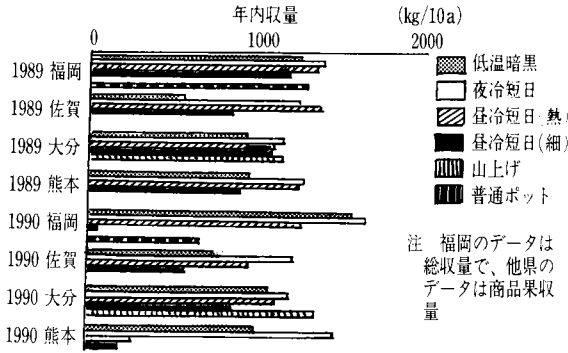 年内収量 (kg/10a)
0 1000 2000
1989 福岡
1989 佐賀
1989 大分
1989 熊本
1990 福岡
1990 佐賀
1990 大分
1990 熊本
低温暗黒
夜冷短日
昼冷短日(熱)
昼冷短日(細)
山上げ
普通ポット
注 福岡のデータは
総収量で、他県の
データは商品果収
量